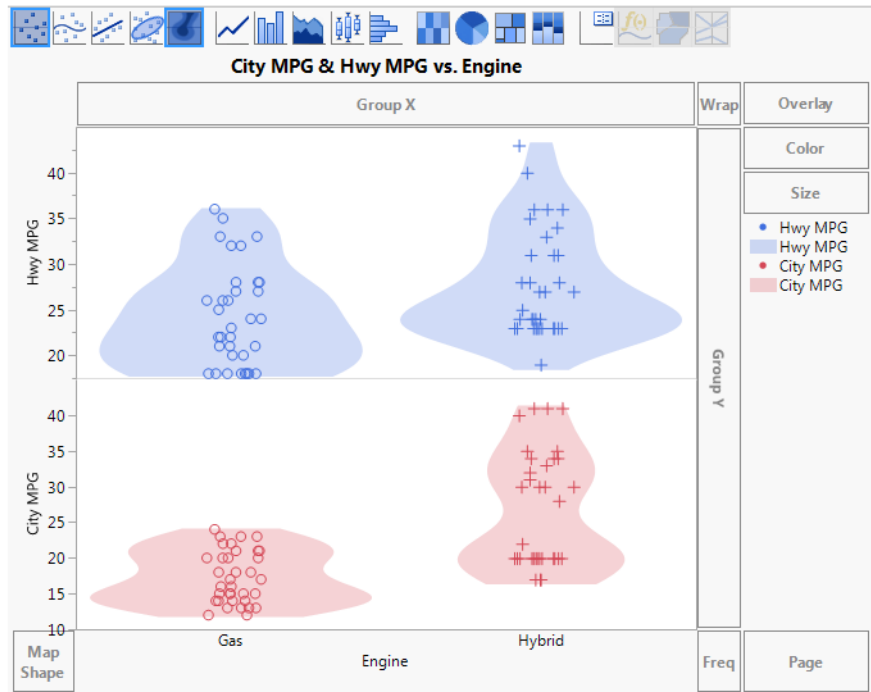 City MPG & Hwy MPG vs. Engine
Group X
Wrap
Overlay
Color
Size
Hwy MPG
Hwy MPG
City MPG
City MPG
Hwy MPG
40
35
30
25
20
City MPG
40
35
30
25
20
15
10
Group Y
Gas
Hybrid
Engine
Map
Shape
Freq
Page